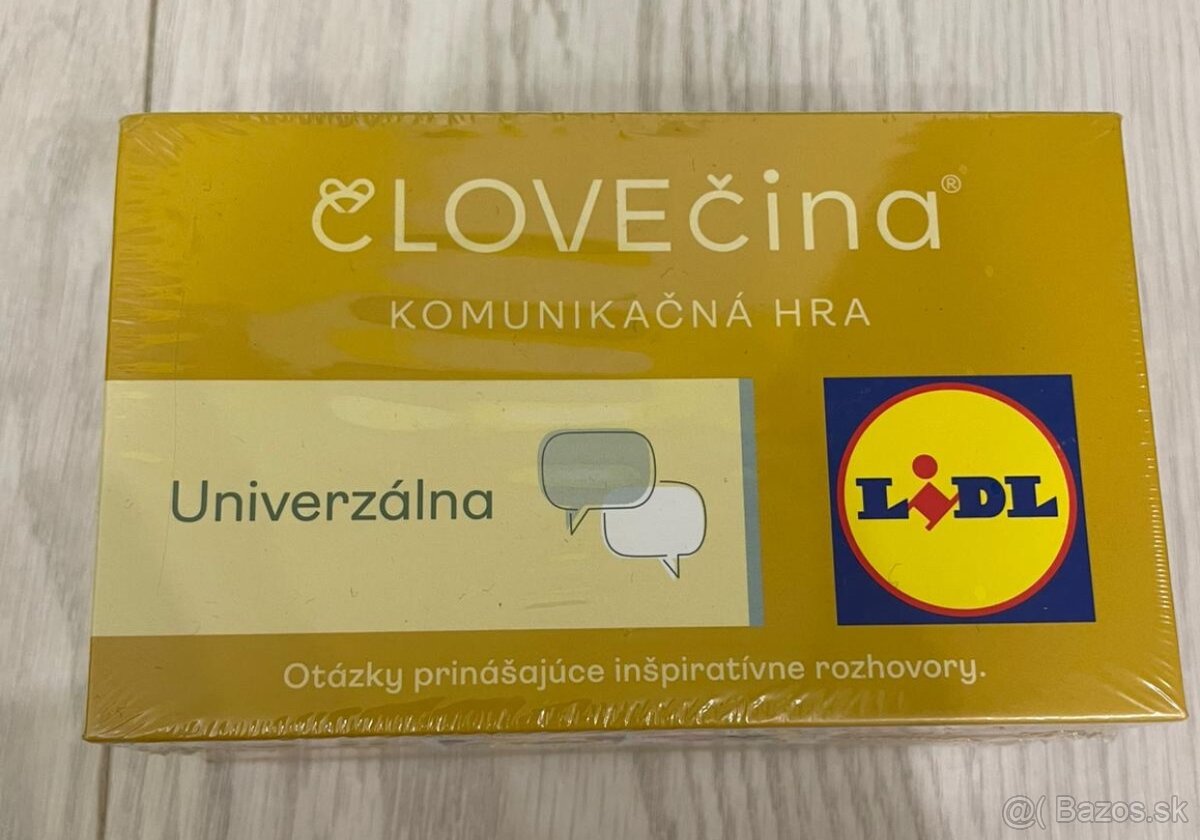 čLOVEčina®
KOMUNIKAČNÁ HRA
Univerzálna
LiDL
Otázky prinášajúce inšpiratívne rozhovory.
@( Bazos.sk